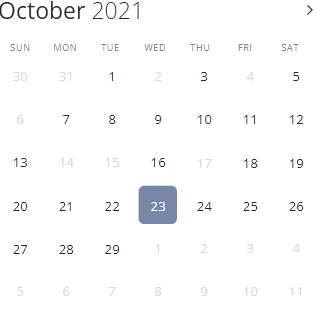 October 2021
SUN MON TUE WED THU FRI SAT
30 31 1 2 3 4 5
6 7 8 9 10 11 12
13 14 15 16 17 18 19
20 21 22 23 24 25 26
27 28 29 1 2 3 4
5 6 7 8 9 10 11